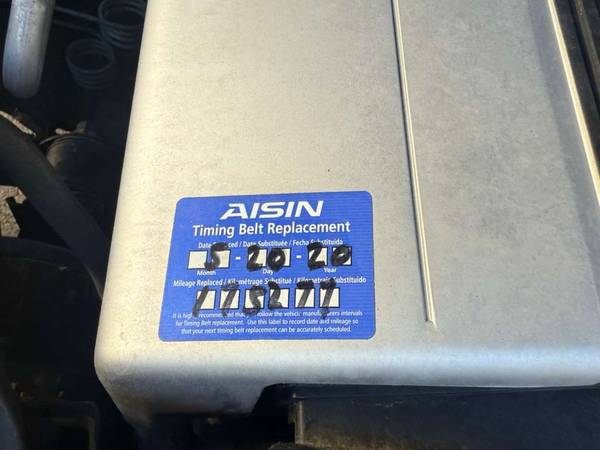 AISIN
Timing Belt Replacement
Date Replaced / Date Substituée / Fecha Substituida
5 - 20 - 20
Month Day Year
Mileage Replaced / Kilométrage Substitué / Kilometraje Substituido
175277
It is highly recommended that you follow the vehicle manufacturers intervals
for Timing Belt replacement. Use this label to record date and mileage so
that your next timing belt replacement can be accurately scheduled.